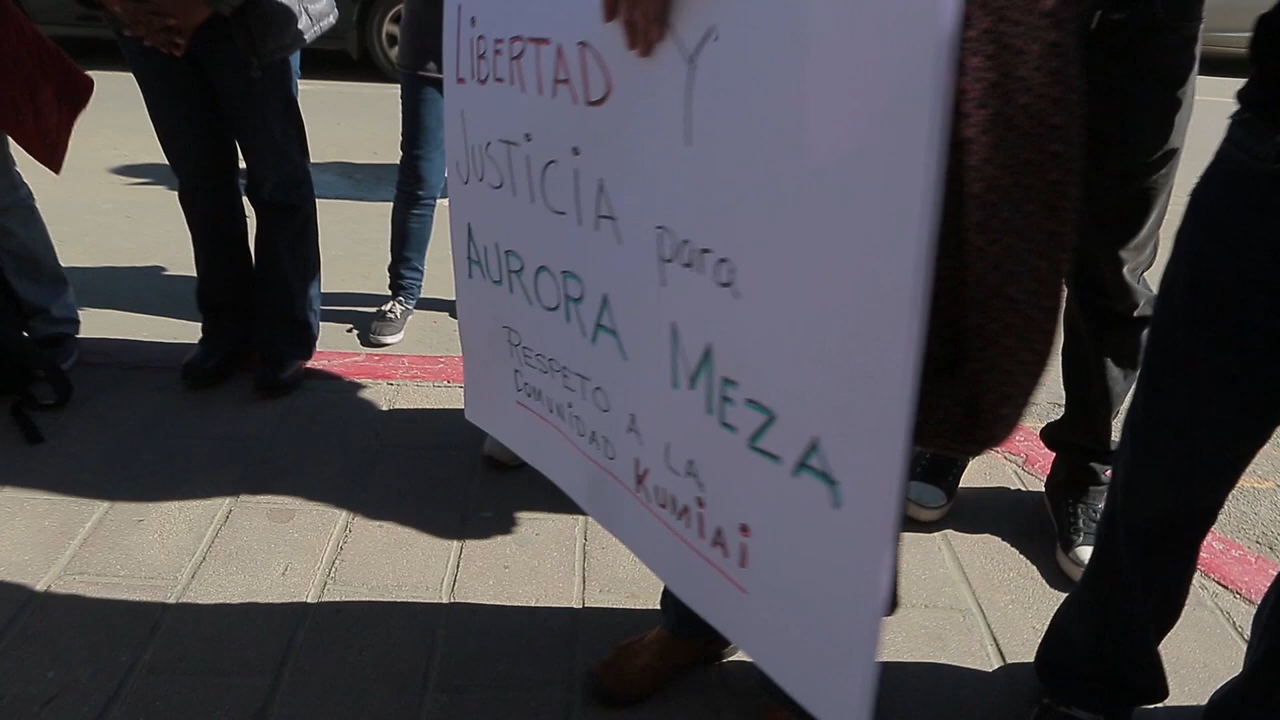 LiBERTAD Y
JUSTiCiA para
AURORA MEZA
RESPETO A LA
COMUNiDAD KUMiAi